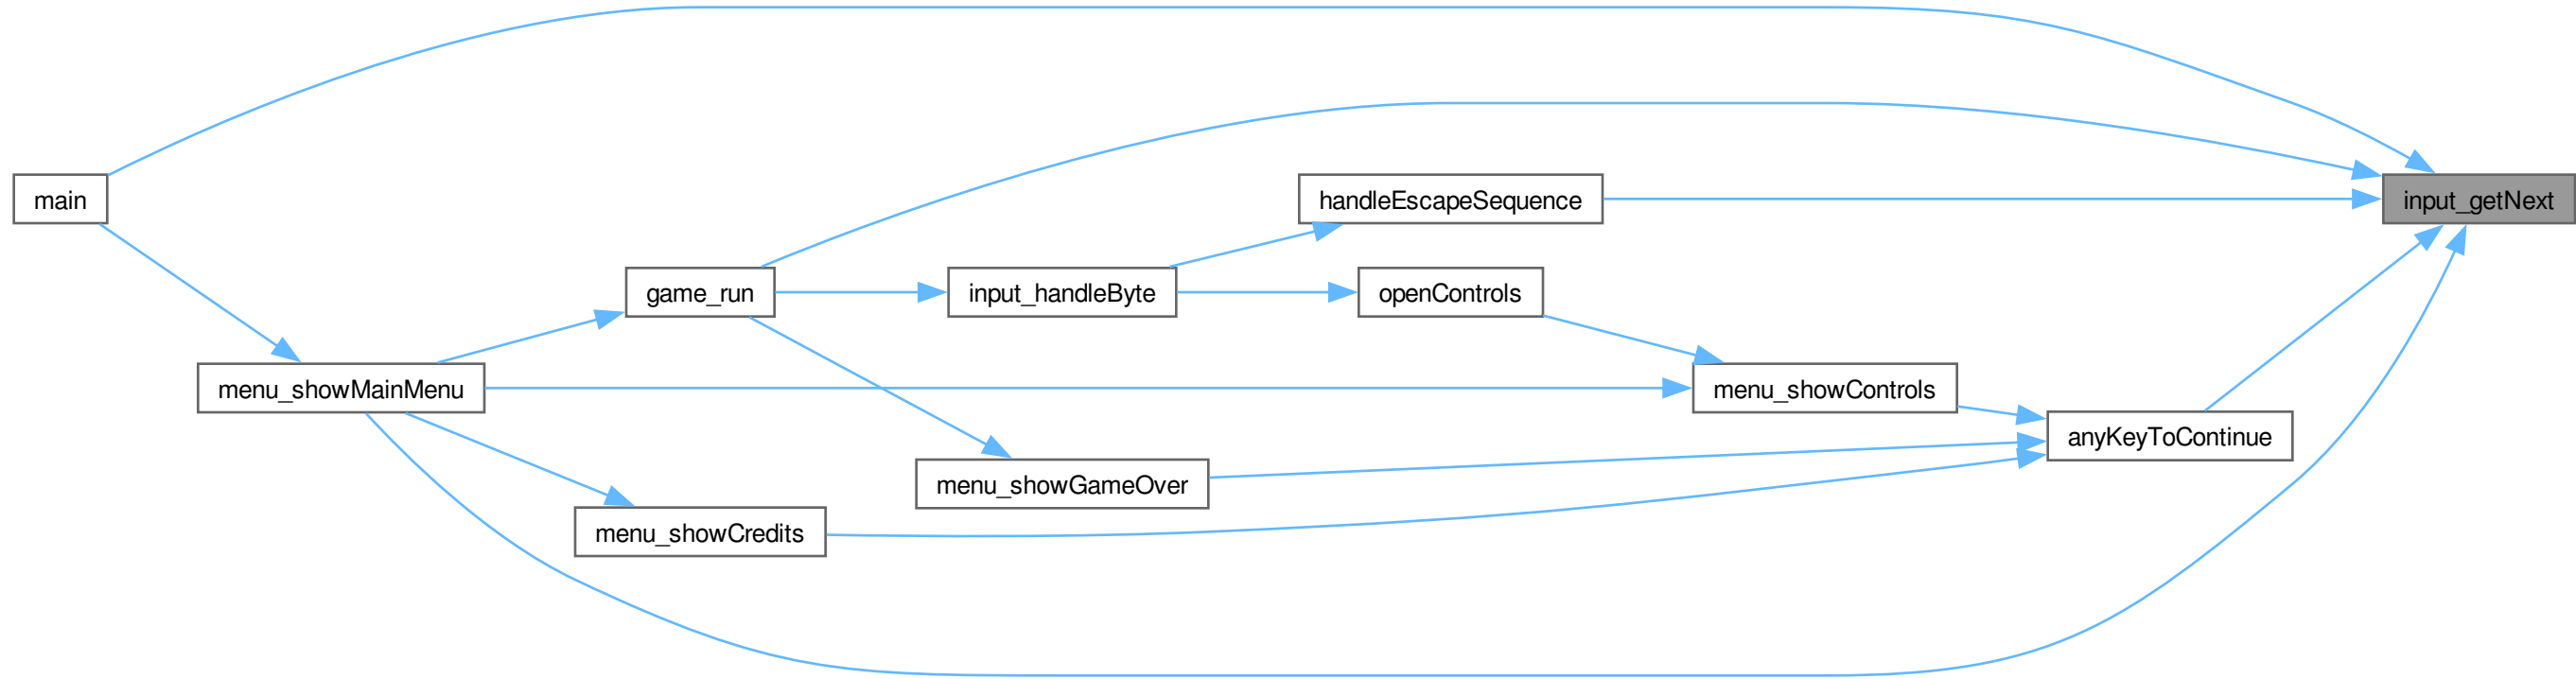 main
menu_showMainMenu
game_run
menu_showCredits
menu_showGameOver
input_handleByte
handleEscapeSequence
openControls
menu_showControls
anyKeyToContinue
input_getNext